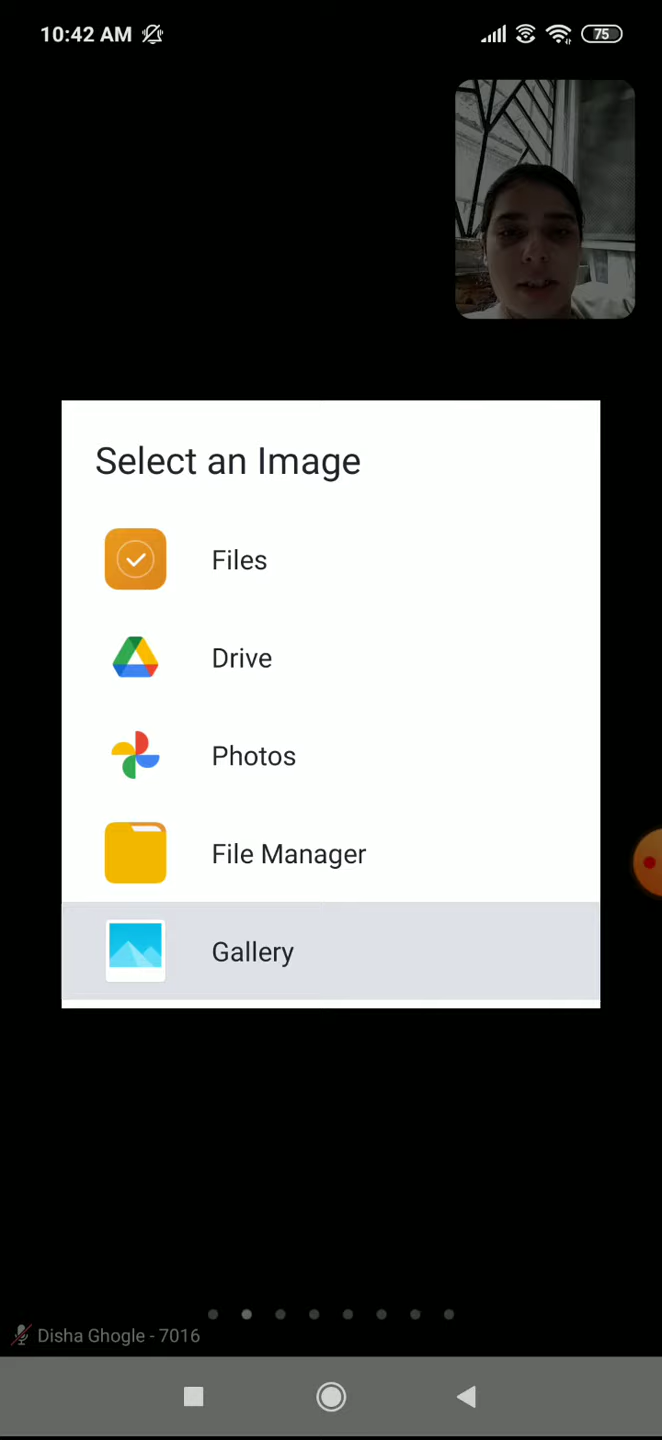 10:42 AM
75
Select an Image
Files
Drive
Photos
File Manager
Gallery
Disha Ghogle - 7016